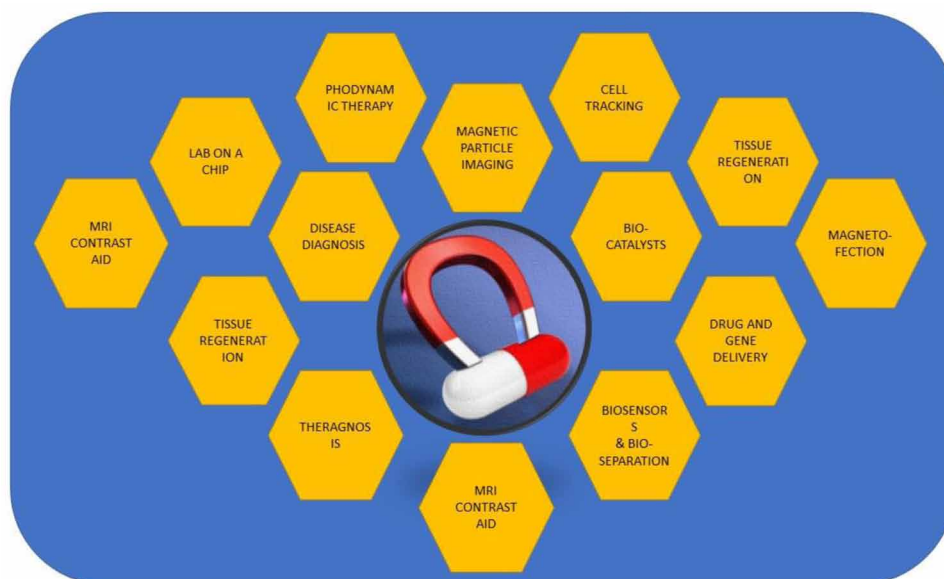 PHODYNAM
IC THERAPY
CELL
TRACKING
MAGNETIC
PARTICLE
IMAGING
LAB ON A
CHIP
TISSUE
REGENERATI
ON
MRI
CONTRAST
AID
DISEASE
DIAGNOSIS
BIO-
CATALYSTS
MAGNETO-
FECTION
TISSUE
REGENERAT
ION
DRUG AND
GENE
DELIVERY
THERAGNOS
IS
BIOSENSOR
S
& BIO-
SEPARATION
MRI
CONTRAST
AID